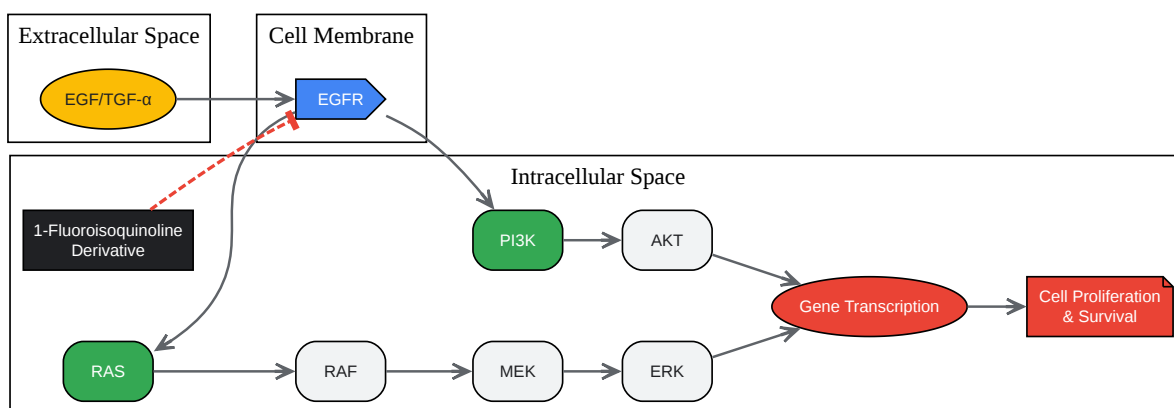 Extracellular Space
Cell Membrane
EGF/TGF-α
EGFR
Intracellular Space
1-Fluoroisoquinoline
Derivative
PI3K
AKT
Gene Transcription
Cell Proliferation
& Survival
RAS
RAF
MEK
ERK